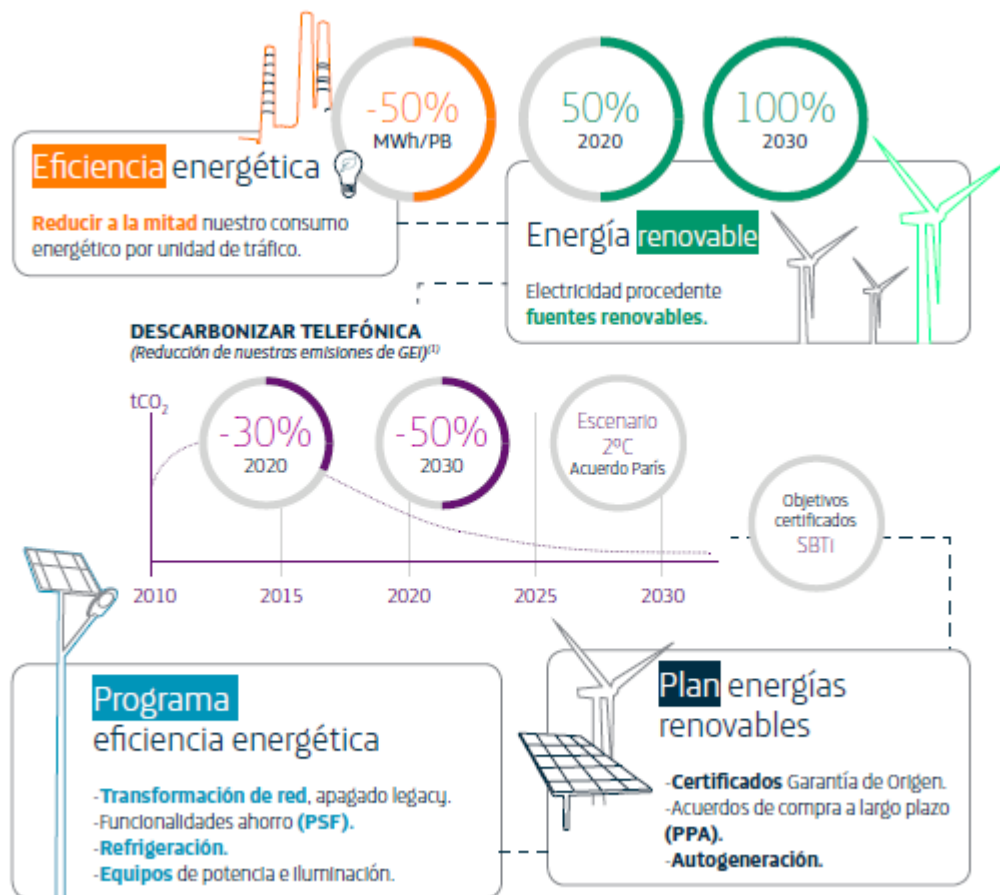 -50%
MWh/PB
50%
2020
100%
2030
Eficiencia energética
Reducir a la mitad nuestro consumo
energético por unidad de tráfico.
Energía renovable
Electricidad procedente
fuentes renovables.
DESCARBONIZAR TELEFÓNICA
(Reducción de nuestras emisiones de GEI)(1)
tCO2
-30%
2020
-50%
2030
Escenario
2ºC
Acuerdo París
Objetivos
certificados
SBTi
2010
2015
2020
2025
2030
Programa
eficiencia energética
-Transformación de red, apagado legacy.
-Funcionalidades ahorro (PSF).
-Refrigeración.
-Equipos de potencia e iluminación.
Plan energías
renovables
-Certificados Garantía de Origen.
-Acuerdos de compra a largo plazo
(PPA).
-Autogeneración.